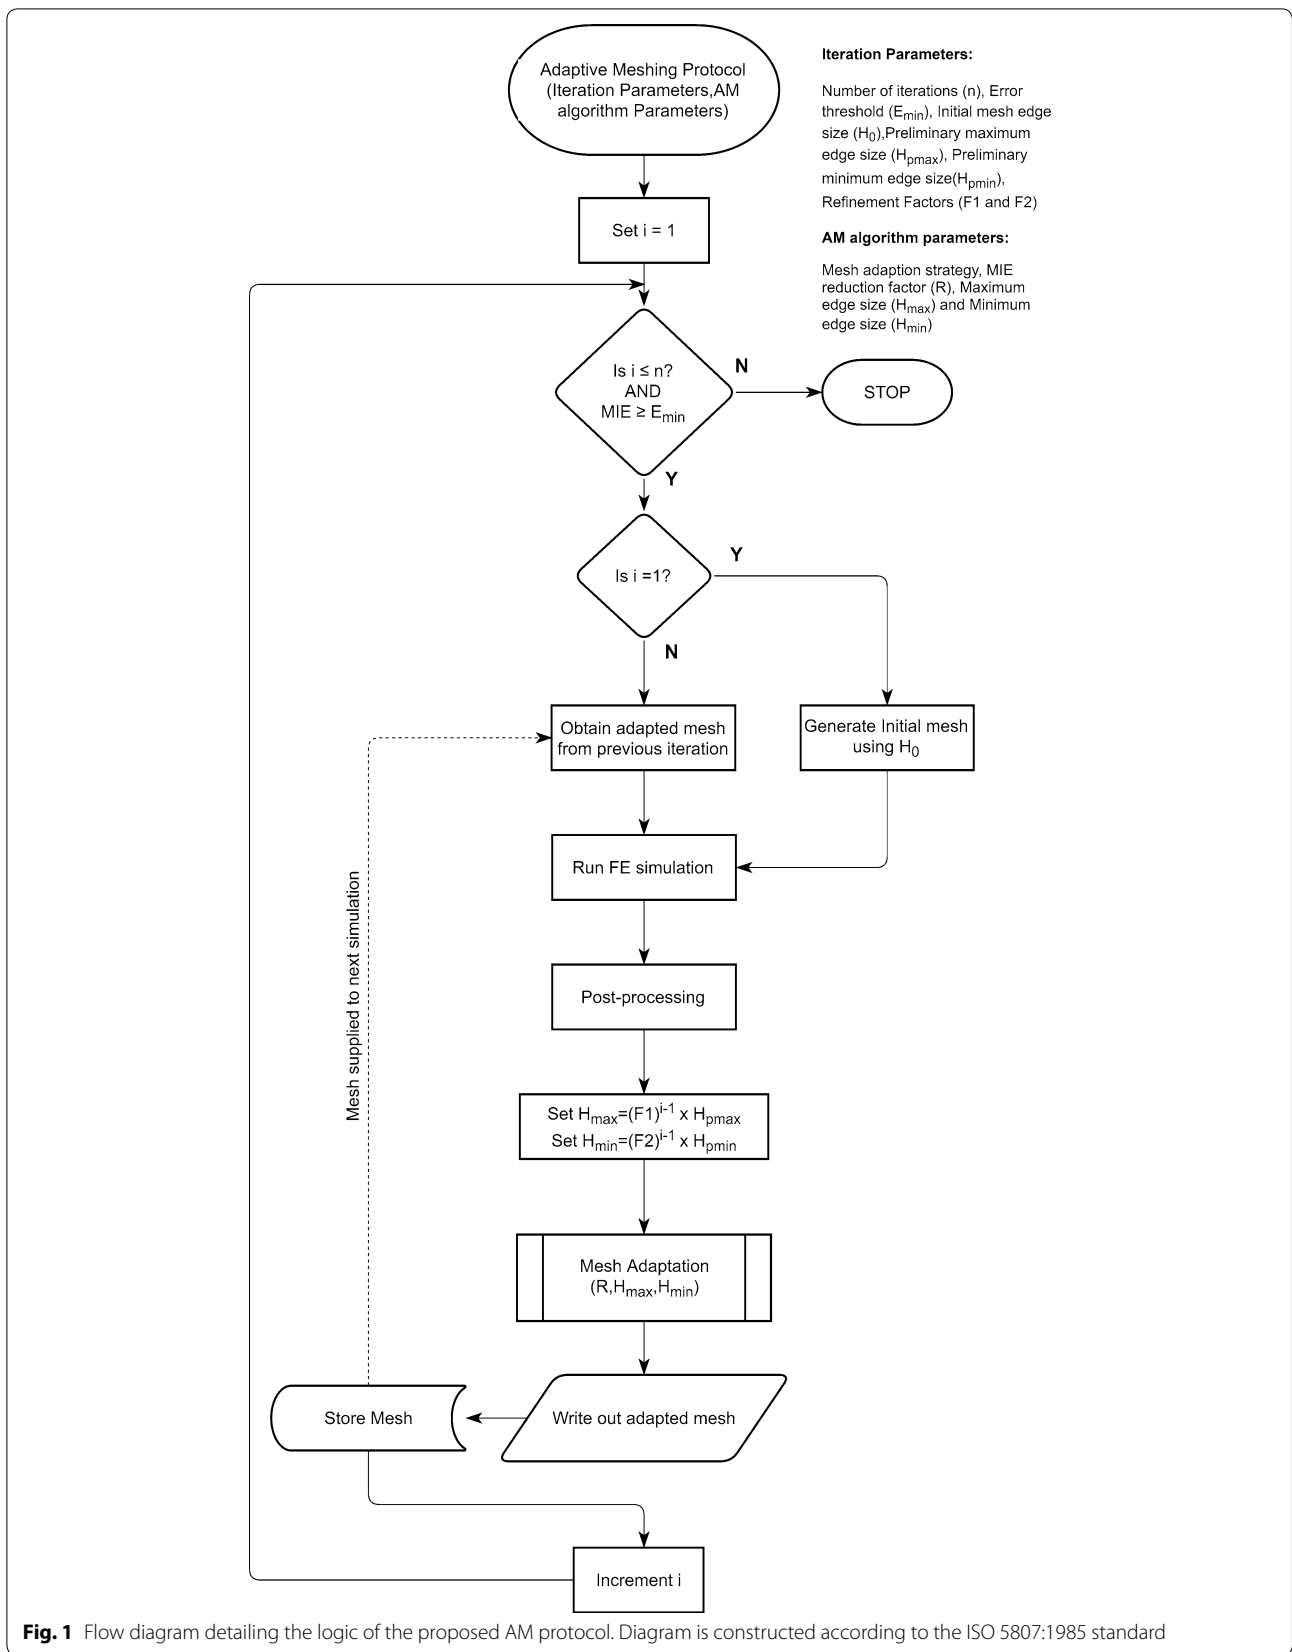 Adaptive Meshing Protocol
(Iteration Parameters,AM
algorithm Parameters)
Iteration Parameters:
Number of iterations (n), Error
threshold (Emin), Initial mesh edge
size (H0),Preliminary maximum
edge size (Hpmax), Preliminary
minimum edge size(Hpmin),
Refinement Factors (F1 and F2)
AM algorithm parameters:
Mesh adaption strategy, MIE
reduction factor (R), Maximum
edge size (Hmax) and Minimum
edge size (Hmin)
Set i = 1
Is i ≤ n?
AND
MIE ≥ Emin
N
STOP
Y
Is i =1?
Y
N
Obtain adapted mesh
from previous iteration
Generate Initial mesh
using H0
Run FE simulation
Mesh supplied to next simulation
Post-processing
Set Hmax=(F1)i-1 x Hpmax
Set Hmin=(F2)i-1 x Hpmin
Mesh Adaptation
(R,Hmax,Hmin)
Store Mesh
Write out adapted mesh
Increment i
Fig. 1 Flow diagram detailing the logic of the proposed AM protocol. Diagram is constructed according to the ISO 5807:1985 standard